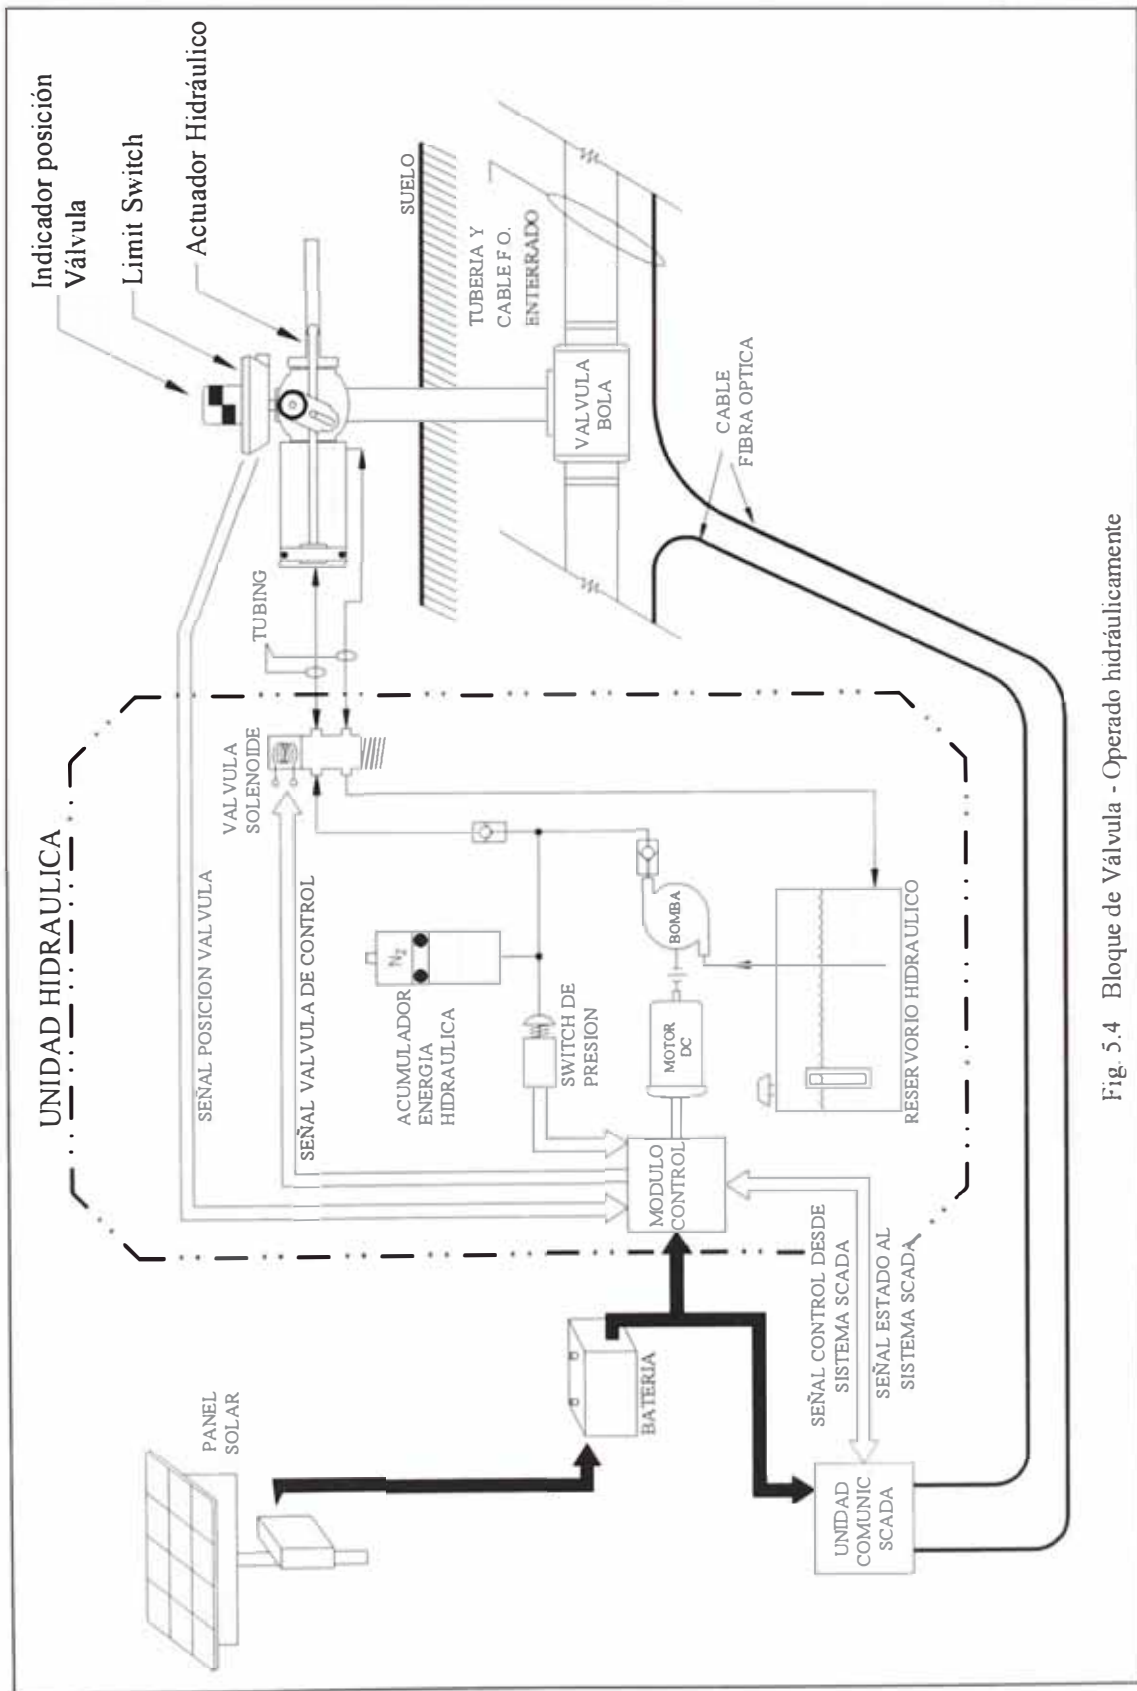 UNIDAD HIDRAULICA
SEÑAL POSICION VALVULA
SEÑAL VALVULA DE CONTROL
VALVULA
SOLENOIDE
TUBING
Indicador posición
Válvula
Limit Switch
Actuador Hidráulico
SUELO
TUBERIA Y
CABLE F O.
ENTERRADO
VALVULA
BOLA
CABLE
FIBRA OPTICA
ACUMULADOR
ENERGIA
HIDRAULICA
N2
SWITCH DE
PRESION
MOTOR
DC
BOMBA
MODULO
CONTROL
RESERVORIO HIDRAULICO
PANEL
SOLAR
BATERIA
SEÑAL CONTROL DESDE
SISTEMA SCADA
SEÑAL ESTADO AL
SISTEMA SCADA
UNIDAD
COMUNIC
SCADA
Fig. 5.4 Bloque de Válvula - Operado hidráulicamente